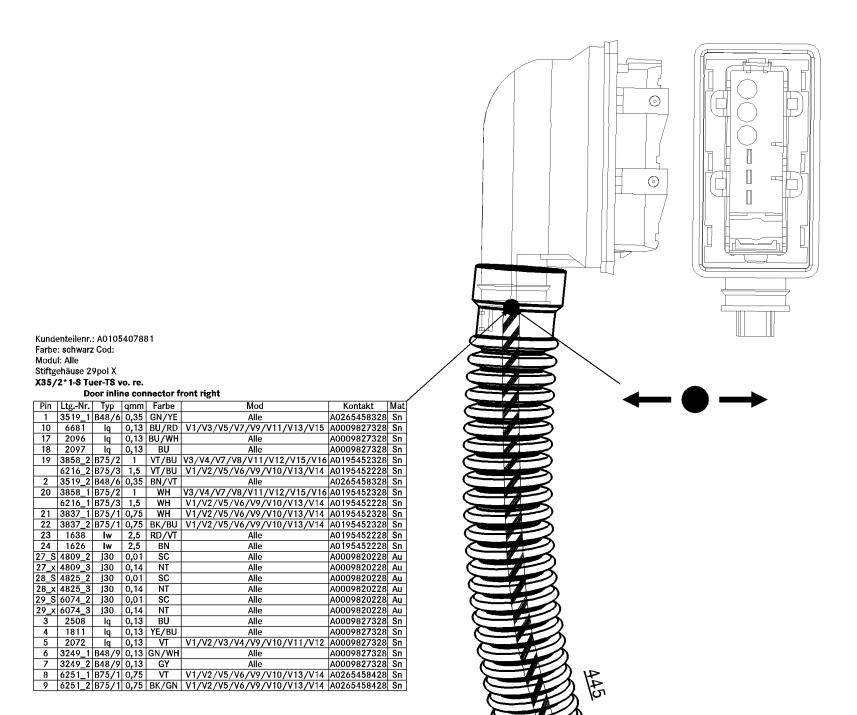 Kundenteilenr.: A0105407881
Farbe: schwarz Cod:
Modul: Alle
Stiftgehäuse 29pol X
X35/2*1-S Tuer-TS vo. re.
Door inline connector front right
Pin Ltg.-Nr. Typ qmm Farbe Mod Kontakt Mat
1 3519_1 B48/6 0,35 GN/YE Alle A0265458328 Sn
10 6681 Iq 0,13 BU/RD V1/V3/V5/V7/V9/V11/V13/V15 A0009827328 Sn
17 2096 Iq 0,13 BU/WH Alle A0009827328 Sn
18 2097 Iq 0,13 BU Alle A0009827328 Sn
19 3858_2 B75/2 1 VT/BU V3/V4/V7/V8/V11/V12/V15/V16 A0195452328 Sn
6216_2 B75/3 1,5 VT/BU V1/V2/V5/V6/V9/V10/V13/V14 A0195452228 Sn
2 3519_2 B48/6 0,35 BN/VT Alle A0265458328 Sn
20 3858_1 B75/2 1 WH V3/V4/V7/V8/V11/V12/V15/V16 A0195452328 Sn
6216_1 B75/3 1,5 WH V1/V2/V5/V6/V9/V10/V13/V14 A0195452228 Sn
21 3837_1 B75/1 0,75 WH V1/V2/V5/V6/V9/V10/V13/V14 A0195452328 Sn
22 3837_2 B75/1 0,75 BK/BU V1/V2/V5/V6/V9/V10/V13/V14 A0195452328 Sn
23 1638 Iw 2,5 RD/VT Alle A0195452228 Sn
24 1626 Iw 2,5 BN Alle A0195452228 Sn
27_S 4809_2 J30 0,01 SC Alle A0009820228 Au
27_x 4809_3 J30 0,14 NT Alle A0009820228 Au
28_S 4825_2 J30 0,01 SC Alle A0009820228 Au
28_x 4825_3 J30 0,14 NT Alle A0009820228 Au
29_S 6074_2 J30 0,01 SC Alle A0009820228 Au
29_x 6074_3 J30 0,14 NT Alle A0009820228 Au
3 2508 Iq 0,13 BU Alle A0009827328 Sn
4 1811 Iq 0,13 YE/BU Alle A0009827328 Sn
5 2072 Iq 0,13 VT V1/V2/V3/V4/V9/V10/V11/V12 A0009827328 Sn
6 3249_1 B48/9 0,13 GN/WH Alle A0009827328 Sn
7 3249_2 B48/9 0,13 GY Alle A0009827328 Sn
8 6251_1 B75/1 0,75 VT V1/V2/V5/V6/V9/V10/V13/V14 A0265458428 Sn
9 6251_2 B75/1 0,75 BK/GN V1/V2/V5/V6/V9/V10/V13/V14 A0265458428 Sn
445